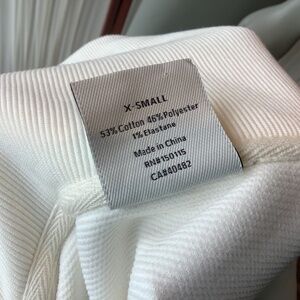 X-SMALL
53% Cotton 46% Polyester
1% Elastane
Made in China
RN#150115
CA#40482